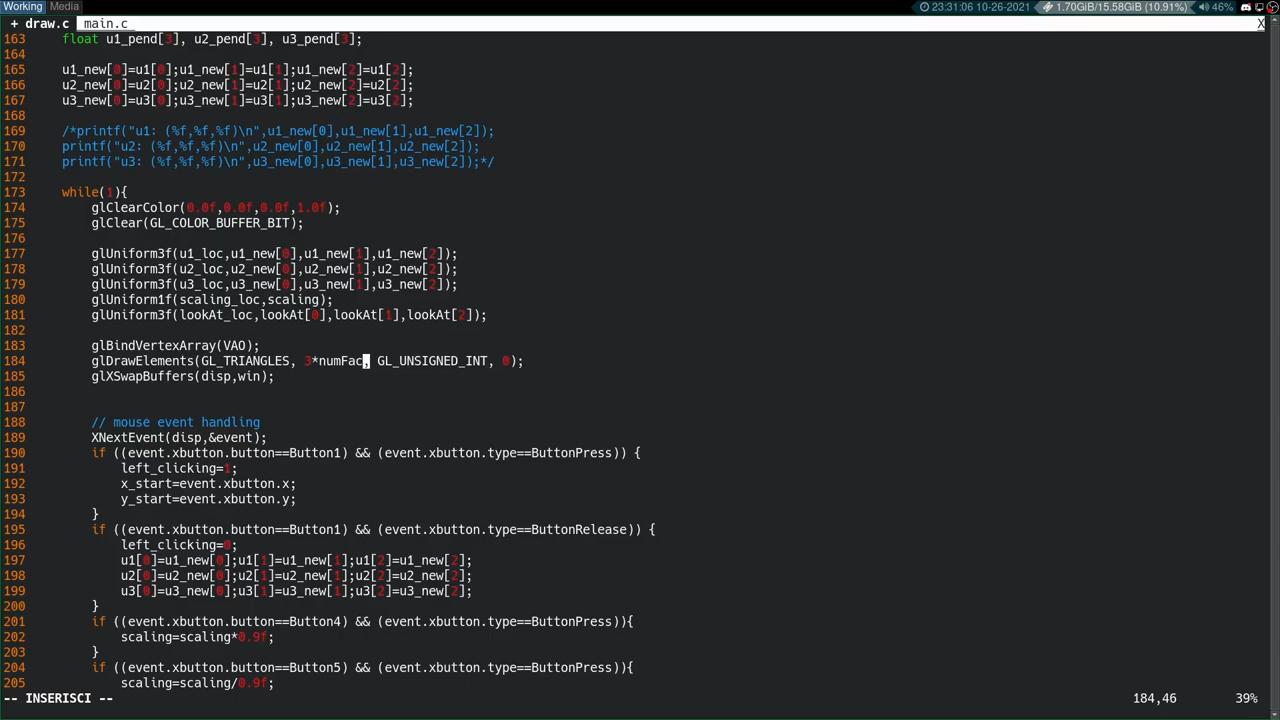 Working Media 23:31:06 10-26-2021 1.70GiB/15.58GiB (10.91%) 46%
+ draw.c main.c X
163 float u1_pend[3], u2_pend[3], u3_pend[3];
164
165 u1_new[0]=u1[0];u1_new[1]=u1[1];u1_new[2]=u1[2];
166 u2_new[0]=u2[0];u2_new[1]=u2[1];u2_new[2]=u2[2];
167 u3_new[0]=u3[0];u3_new[1]=u3[1];u3_new[2]=u3[2];
168
169 /*printf("u1: (%f,%f,%f)\n",u1_new[0],u1_new[1],u1_new[2]);
170 printf("u2: (%f,%f,%f)\n",u2_new[0],u2_new[1],u2_new[2]);
171 printf("u3: (%f,%f,%f)\n",u3_new[0],u3_new[1],u3_new[2]);*/
172
173 while(1){
174 glClearColor(0.0f,0.0f,0.0f,1.0f);
175 glClear(GL_COLOR_BUFFER_BIT);
176
177 glUniform3f(u1_loc,u1_new[0],u1_new[1],u1_new[2]);
178 glUniform3f(u2_loc,u2_new[0],u2_new[1],u2_new[2]);
179 glUniform3f(u3_loc,u3_new[0],u3_new[1],u3_new[2]);
180 glUniform1f(scaling_loc,scaling);
181 glUniform3f(lookAt_loc,lookAt[0],lookAt[1],lookAt[2]);
182
183 glBindVertexArray(VAO);
184 glDrawElements(GL_TRIANGLES, 3*numFac, GL_UNSIGNED_INT, 0);
185 glXSwapBuffers(disp,win);
186
187
188 // mouse event handling
189 XNextEvent(disp,&event);
190 if ((event.xbutton.button==Button1) && (event.xbutton.type==ButtonPress)) {
191 left_clicking=1;
192 x_start=event.xbutton.x;
193 y_start=event.xbutton.y;
194 }
195 if ((event.xbutton.button==Button1) && (event.xbutton.type==ButtonRelease)) {
196 left_clicking=0;
197 u1[0]=u1_new[0];u1[1]=u1_new[1];u1[2]=u1_new[2];
198 u2[0]=u2_new[0];u2[1]=u2_new[1];u2[2]=u2_new[2];
199 u3[0]=u3_new[0];u3[1]=u3_new[1];u3[2]=u3_new[2];
200 }
201 if ((event.xbutton.button==Button4) && (event.xbutton.type==ButtonPress)){
202 scaling=scaling*0.9f;
203 }
204 if ((event.xbutton.button==Button5) && (event.xbutton.type==ButtonPress)){
205 scaling=scaling/0.9f;
-- INSERISCI -- 184,46 39%